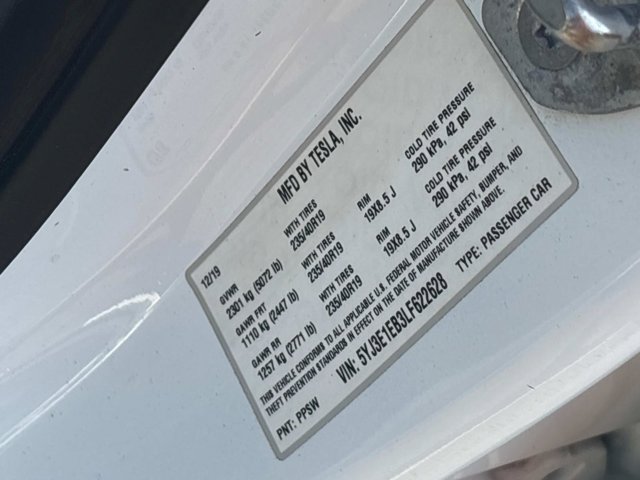 MFD BY TESLA, INC.
12/19
GVWR
2301 kg (5072 lb)
GAWR FRT WITH TIRES RIM COLD TIRE PRESSURE
1110 kg (2447 lb) 235/40R19 19X8.5 J 290 kPa, 42 psi
GAWR RR WITH TIRES RIM COLD TIRE PRESSURE
1257 kg (2771 lb) 235/40R19 19X8.5 J 290 kPa, 42 psi
WITH TIRES
235/40R19
THIS VEHICLE CONFORMS TO ALL APPLICABLE U.S. FEDERAL MOTOR VEHICLE SAFETY, BUMPER, AND
THEFT PREVENTION STANDARDS IN EFFECT ON THE DATE OF MANUFACTURE SHOWN ABOVE.
VIN: 5YJ3E1EB3LF622628 TYPE: PASSENGER CAR
PNT: PPSW